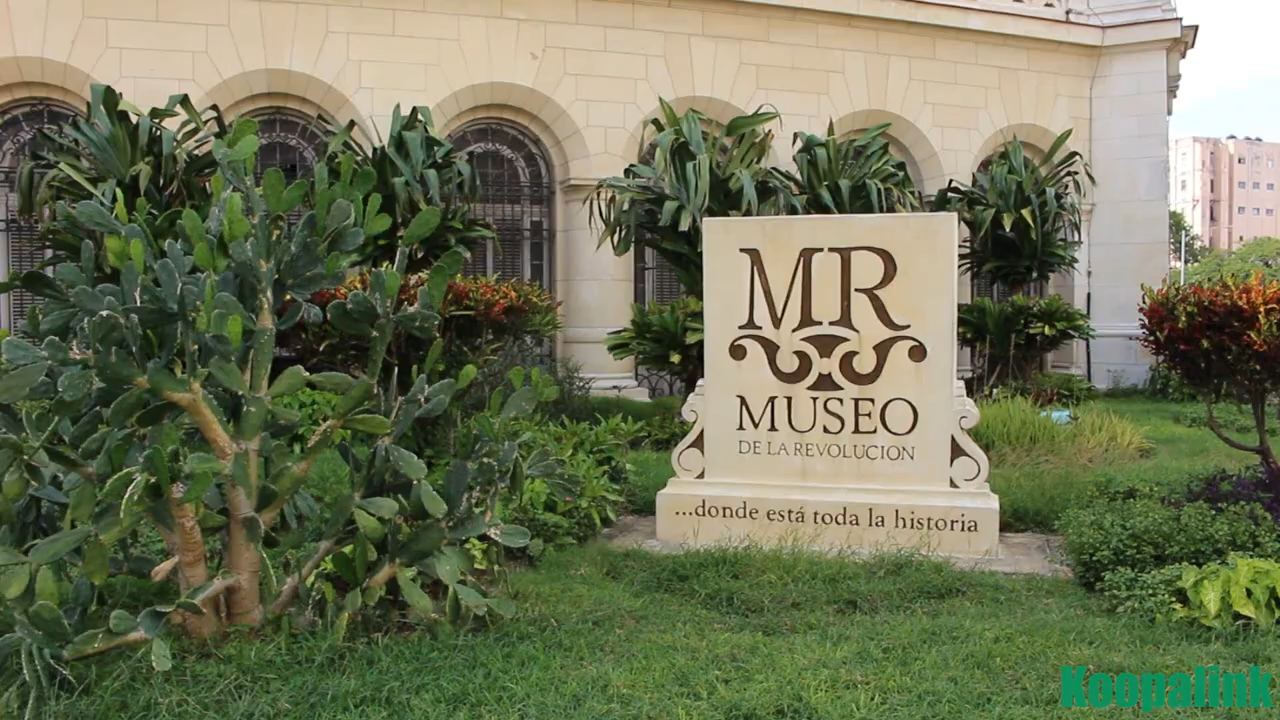 MR
MUSEO
DE LA REVOLUCION
...donde está toda la historia
Koopalink